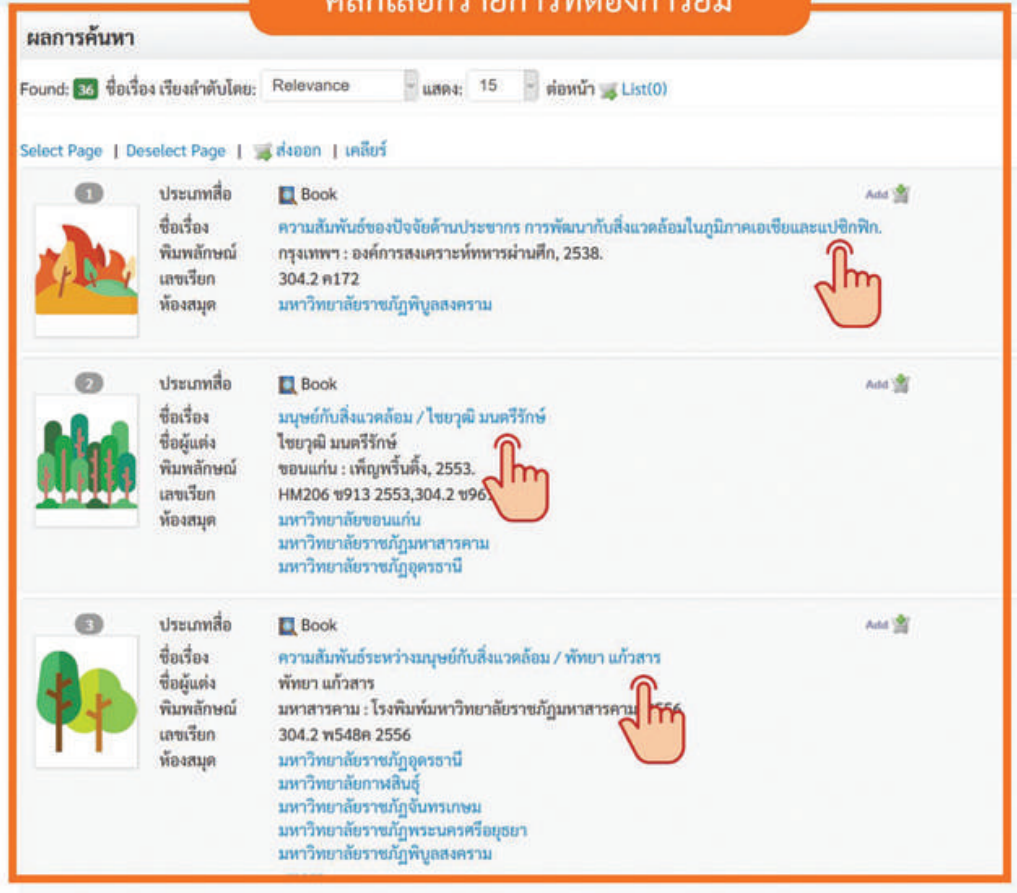 คลิกเลือกรายการที่ต้องการยืม
ผลการค้นหา
Found: 36 ชื่อเรื่อง เรียงลำดับโดย: Relevance แสดง: 15 ต่อหน้า List(0)
Select Page | Deselect Page | ส่งออก | เคลียร์
1 ประเภทสื่อ Book Add
ชื่อเรื่อง ความสัมพันธ์ของปัจจัยด้านประชากร การพัฒนากับสิ่งแวดล้อมในภูมิภาคเอเชียและแปซิกฟิก.
พิมพลักษณ์ กรุงเทพฯ : องค์การสงเคราะห์ทหารผ่านศึก, 2538.
เลขเรียก 304.2 ค172
ห้องสมุด มหาวิทยาลัยราชภัฏพิบูลสงคราม
2 ประเภทสื่อ Book Add
ชื่อเรื่อง มนุษย์กับสิ่งแวดล้อม / ไชยวุฒิ มนตรีรักษ์
ชื่อผู้แต่ง ไชยวุฒิ มนตรีรักษ์
พิมพลักษณ์ ขอนแก่น : เพ็ญพริ้นติ้ง, 2553.
เลขเรียก HM206 ช913 2553,304.2
ห้องสมุด มหาวิทยาลัยขอนแก่น
มหาวิทยาลัยราชภัฏมหาสารคาม
มหาวิทยาลัยราชภัฏอุดรธานี
3 ประเภทสื่อ Book Add
ชื่อเรื่อง ความสัมพันธ์ระหว่างมนุษย์กับสิ่งแวดล้อม / พัทยา แก้วสาร
ชื่อผู้แต่ง พัทยา แก้วสาร
พิมพลักษณ์ มหาสารคาม : โรงพิมพ์มหาวิทยาลัยราชภัฏมหาสารคาม
เลขเรียก 304.2 พ548ค 2556
ห้องสมุด มหาวิทยาลัยราชภัฏอุดรธานี
มหาวิทยาลัยกาฬสินธุ์
มหาวิทยาลัยราชภัฏจันทรเกษม
มหาวิทยาลัยราชภัฏพระนครศรีอยุธยา
มหาวิทยาลัยราชภัฏพิบูลสงคราม